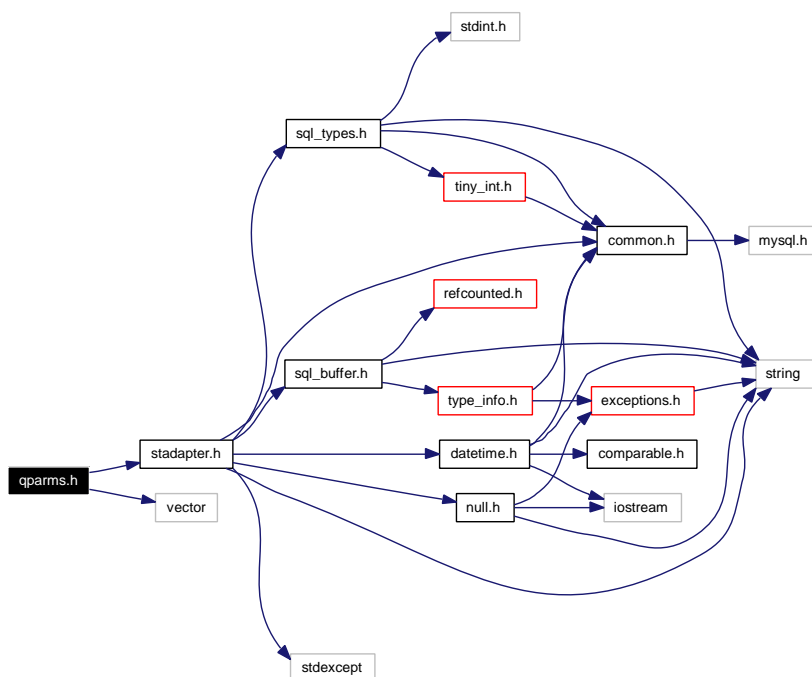 stdint.h
sql_types.h
tiny_int.h
common.h
mysql.h
refcounted.h
sql_buffer.h
string
type_info.h
exceptions.h
stadapter.h
datetime.h
comparable.h
qparms.h
vector
null.h
iostream
stdexcept